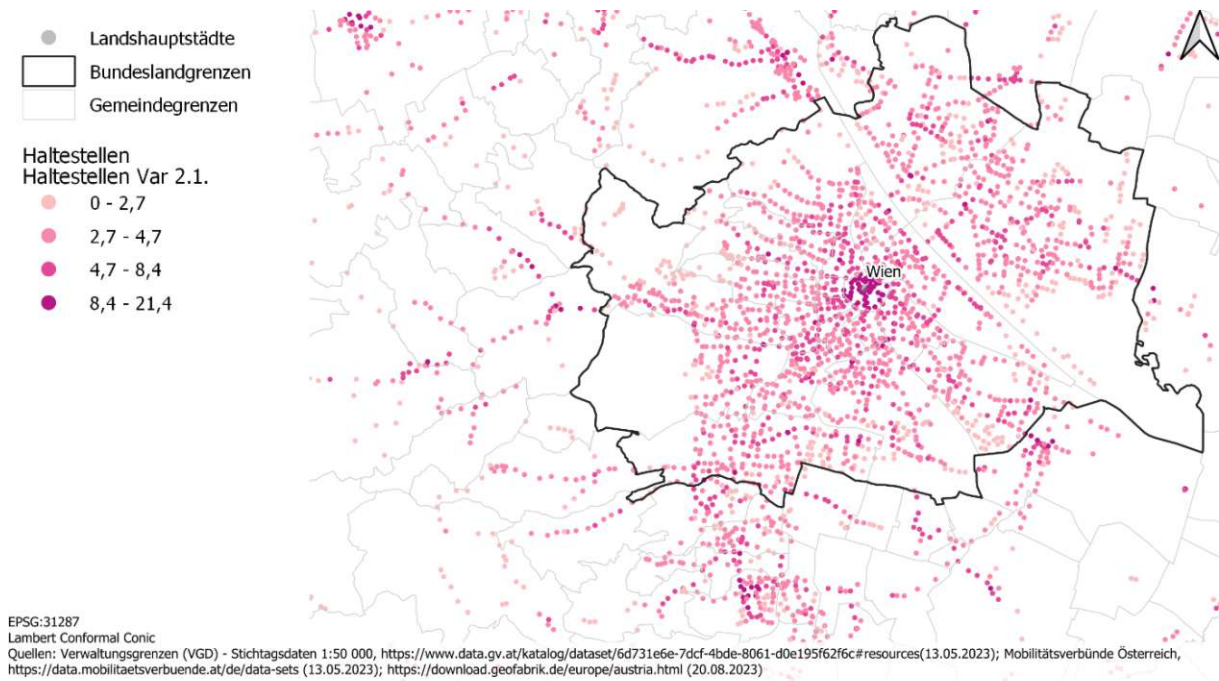 Landshauptstädte
Bundeslandgrenzen
Gemeindegrenzen
Haltestellen
Haltestellen Var 2.1.
0 - 2,7
2,7 - 4,7
4,7 - 8,4
8,4 - 21,4
Wien
EPSG:31287
Lambert Conformal Conic
Quellen: Verwaltungsgrenzen (VGD) - Stichtagsdaten 1:50 000, https://www.data.gv.at/katalog/dataset/6d731e6e-7dcf-4bde-8061-d0e195f62f6c#resources(13.05.2023); Mobilitätsverbünde Österreich,
https://data.mobilitaetsverbuende.at/de/data-sets (13.05.2023); https://download.geofabrik.de/europe/austria.html (20.08.2023)